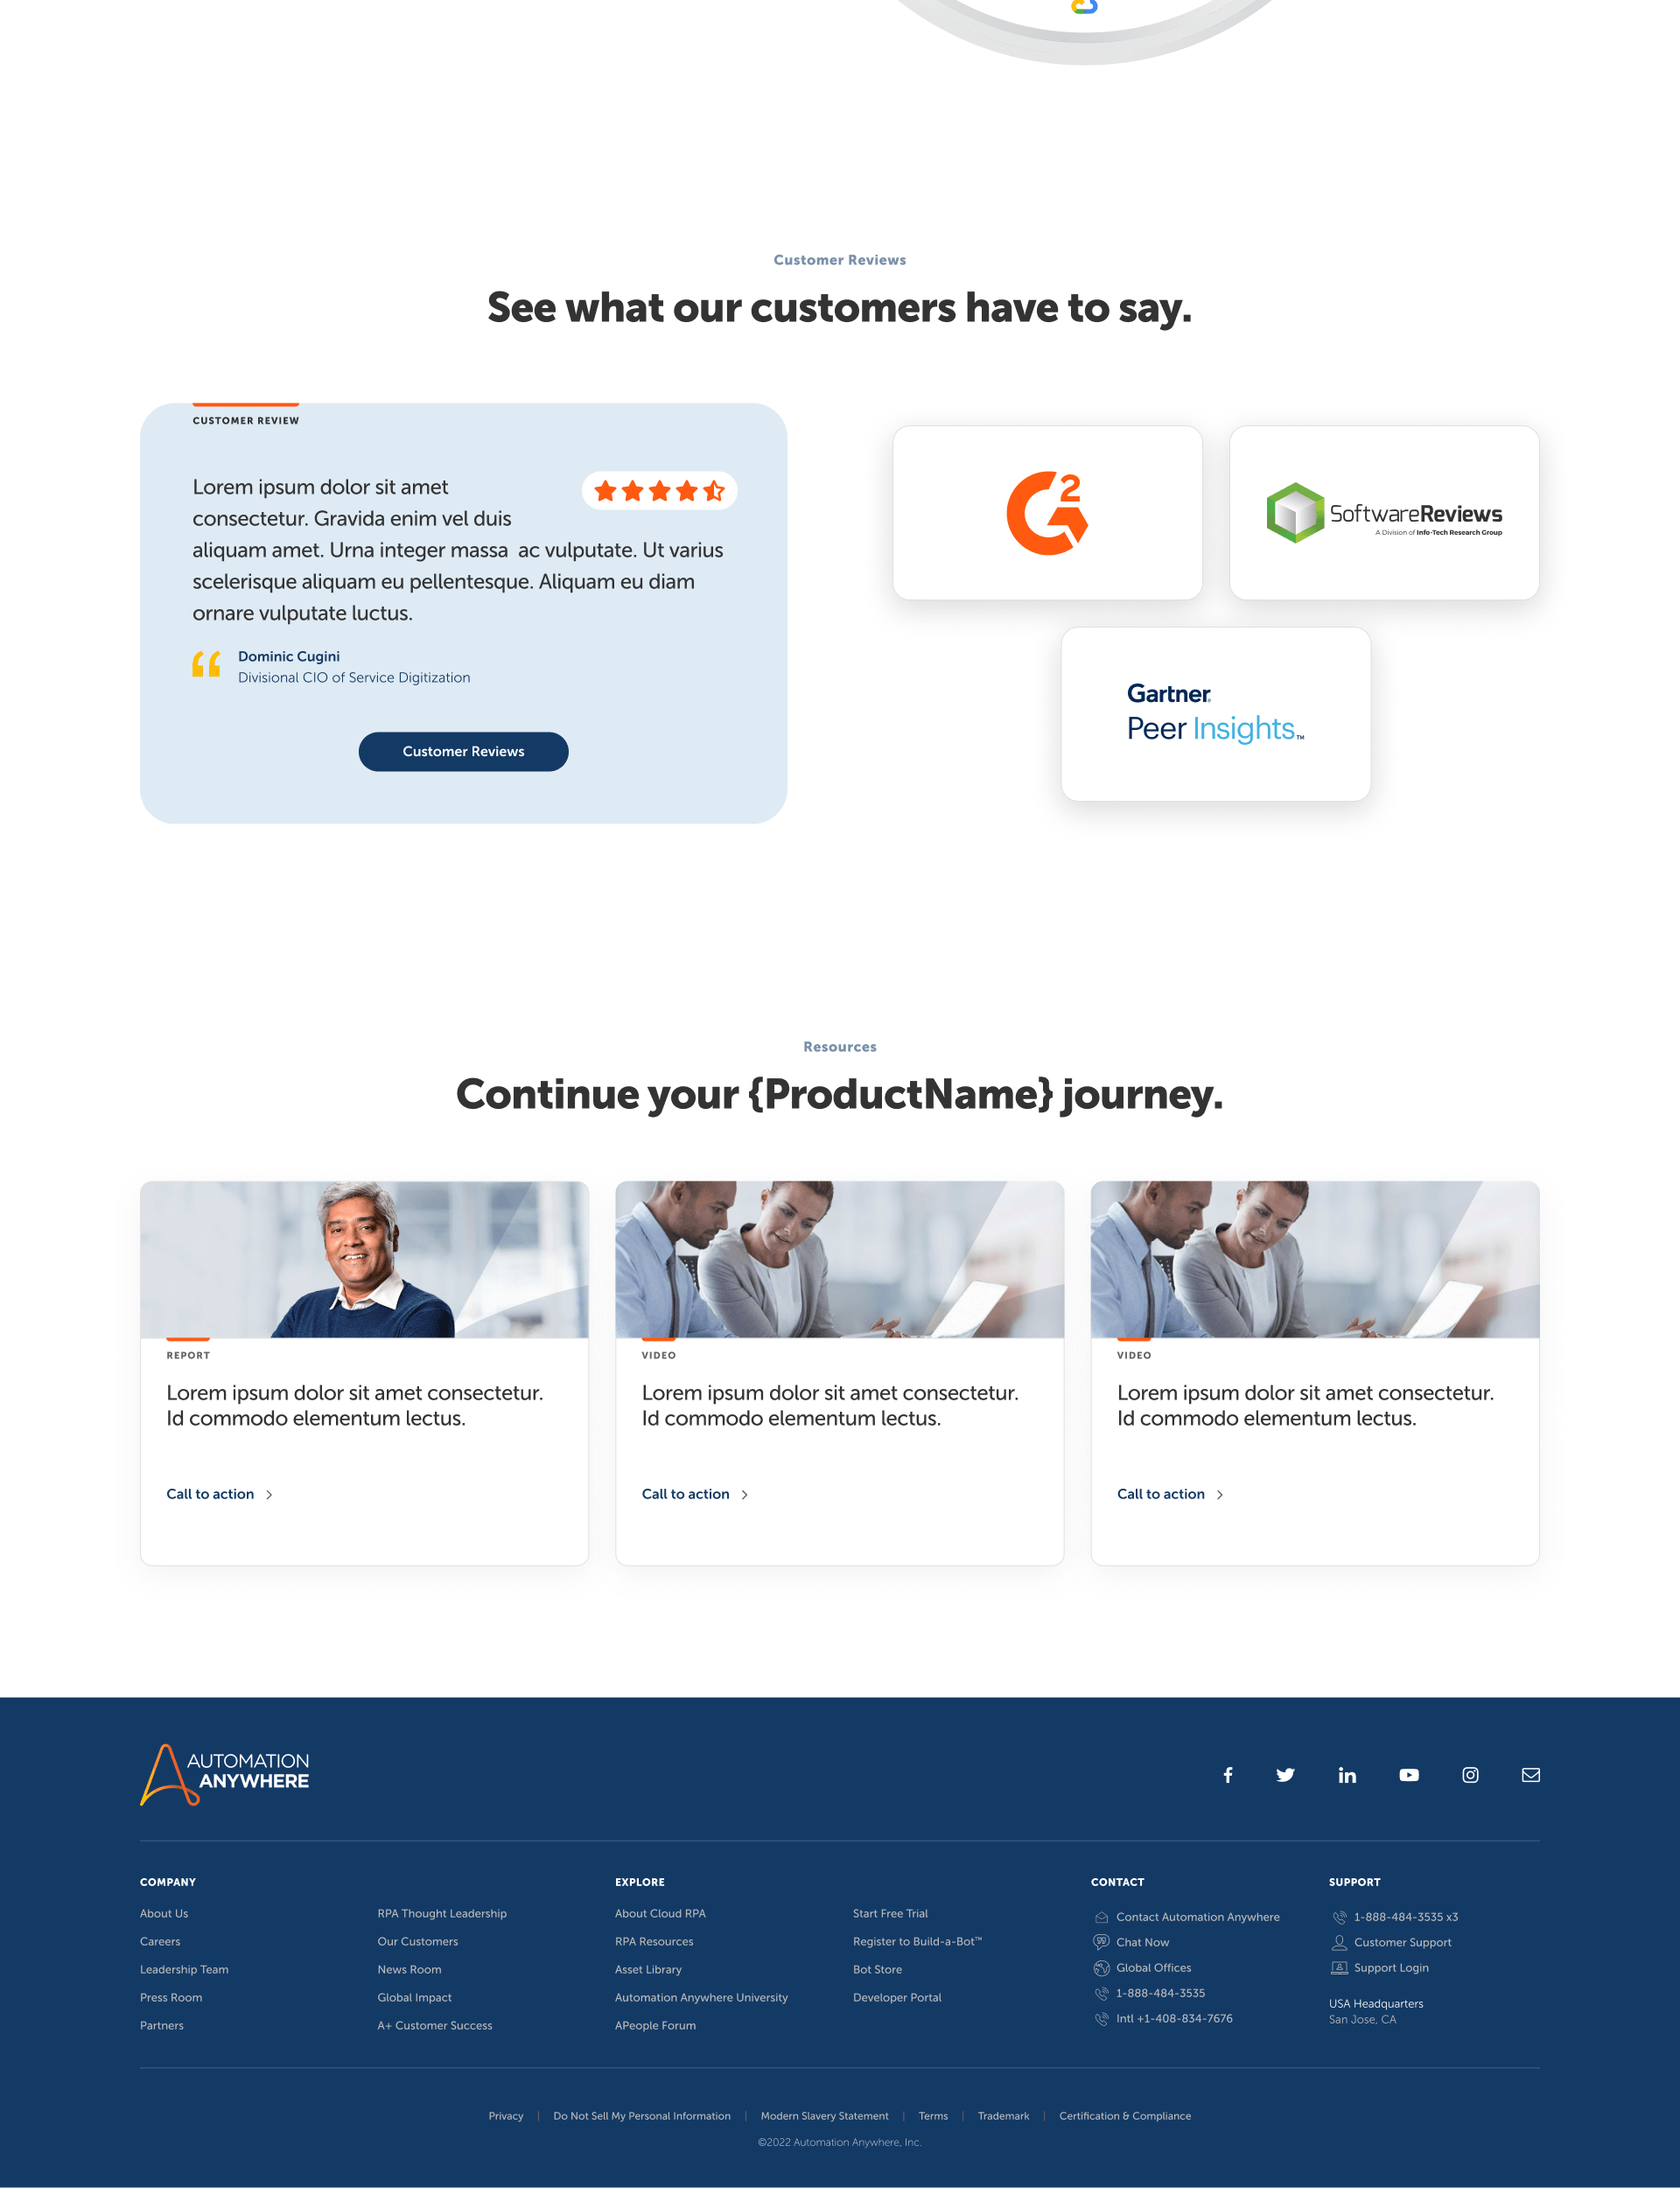 Customer Reviews
See what our customers have to say.
CUSTOMER REVIEW
Lorem ipsum dolor sit amet
consectetur. Gravida enim vel duis
aliquam amet. Urna integer massa  ac vulputate. Ut varius
scelerisque aliquam eu pellentesque. Aliquam eu diam
ornare vulputate luctus.
Dominic Cugini
Divisional CIO of Service Digitization
Customer Reviews
G2
SoftwareReviews
A Division of Info-Tech Research Group
Gartner®
Peer Insights™
Resources
Continue your {ProductName} journey.
REPORT
Lorem ipsum dolor sit amet consectetur.
Id commodo elementum lectus.
Call to action
VIDEO
Lorem ipsum dolor sit amet consectetur.
Id commodo elementum lectus.
Call to action
VIDEO
Lorem ipsum dolor sit amet consectetur.
Id commodo elementum lectus.
Call to action
AUTOMATION
ANYWHERE
COMPANY
About Us
Careers
Leadership Team
Press Room
Partners
RPA Thought Leadership
Our Customers
News Room
Global Impact
A+ Customer Success
EXPLORE
About Cloud RPA
RPA Resources
Asset Library
Automation Anywhere University
APeople Forum
Start Free Trial
Register to Build-a-Bot™
Bot Store
Developer Portal
CONTACT
Contact Automation Anywhere
Chat Now
Global Offices
1-888-484-3535
Intl +1-408-834-7676
SUPPORT
1-888-484-3535 x3
Customer Support
Support Login
USA Headquarters
San Jose, CA
Privacy | Do Not Sell My Personal Information | Modern Slavery Statement | Terms | Trademark | Certification & Compliance
©2022 Automation Anywhere, Inc.